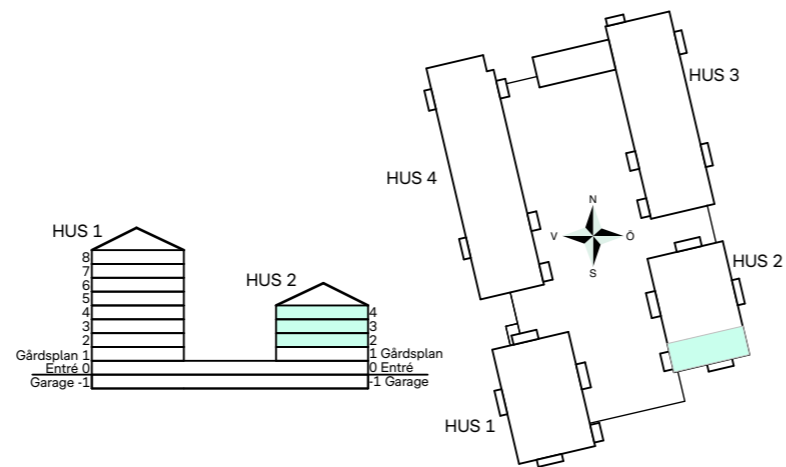 HUS 1
8
7
6
5
4
3
2
Gårdsplan 1
Entré 0
Garage -1
HUS 2
4
3
2
1 Gårdsplan
0 Entré
-1 Garage
HUS 3
HUS 4
N
V
Ö
S
HUS 2
HUS 1